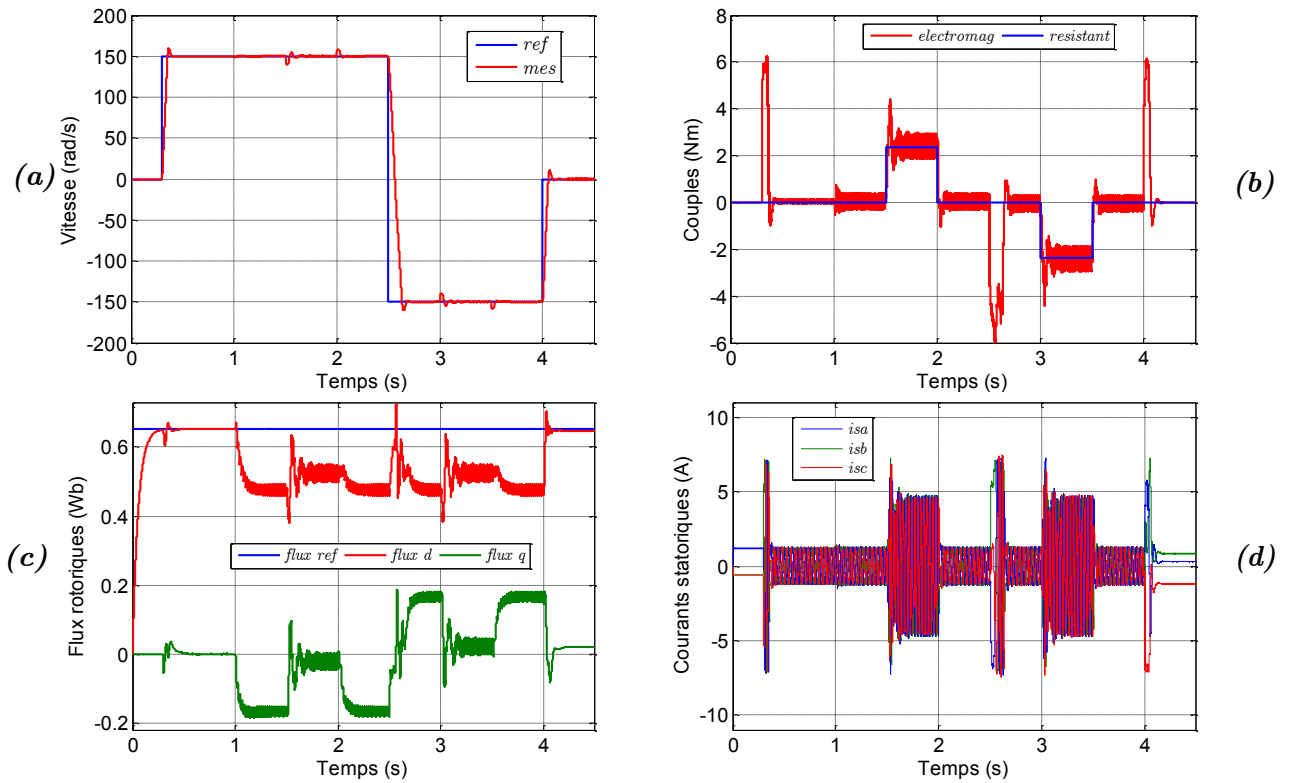 200
150
100
50
0
-50
-100
-150
-200
0
1
2
3
4
Vitesse (rad/s)
Temps (s)
ref
mes
(a)
8
6
4
2
0
-2
-4
-6
0
1
2
3
4
Couples (Nm)
Temps (s)
electromag
resistant
(b)
0.6
0.4
0.2
0
-0.2
0
1
2
3
4
Flux rotoriques (Wb)
Temps (s)
flux ref
flux d
flux q
(c)
10
5
0
-5
-10
0
1
2
3
4
Courants statoriques (A)
Temps (s)
isa
isb
isc
(d)